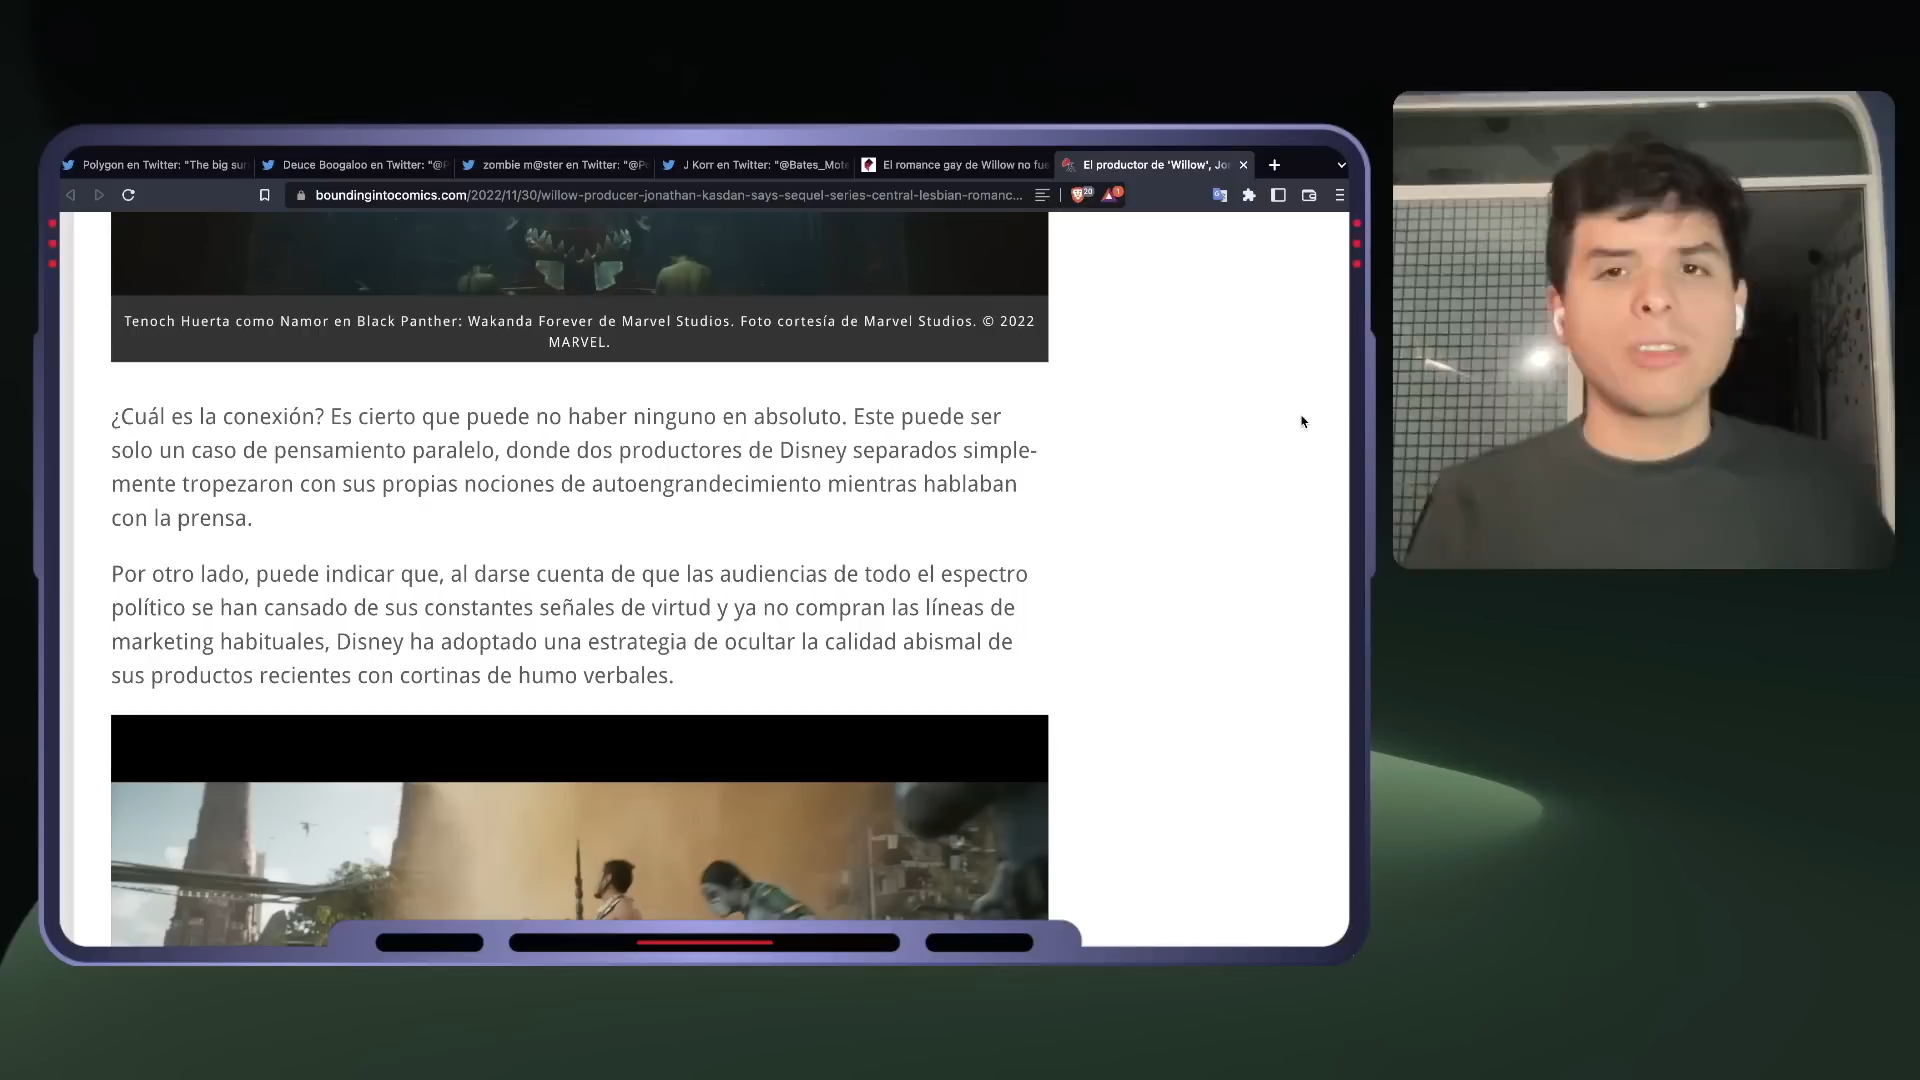 Polygon en Twitter: "The big sur
Deuce Boogaloo en Twitter: "@P
zombie m@ster en Twitter: "@Po
J Korr en Twitter: "@Bates_Mote
El romance gay de Willow no fue
El productor de 'Willow', Jo
boundingintocomics.com/2022/11/30/willow-producer-jonathan-kasdan-says-sequel-series-central-lesbian-romanc...
20
1
Tenoch Huerta como Namor en Black Panther: Wakanda Forever de Marvel Studios. Foto cortesía de Marvel Studios. © 2022
MARVEL.
¿Cuál es la conexión? Es cierto que puede no haber ninguno en absoluto. Este puede ser
solo un caso de pensamiento paralelo, donde dos productores de Disney separados simple-
mente tropezaron con sus propias nociones de autoengrandecimiento mientras hablaban
con la prensa.
Por otro lado, puede indicar que, al darse cuenta de que las audiencias de todo el espectro
político se han cansado de sus constantes señales de virtud y ya no compran las líneas de
marketing habituales, Disney ha adoptado una estrategia de ocultar la calidad abismal de
sus productos recientes con cortinas de humo verbales.